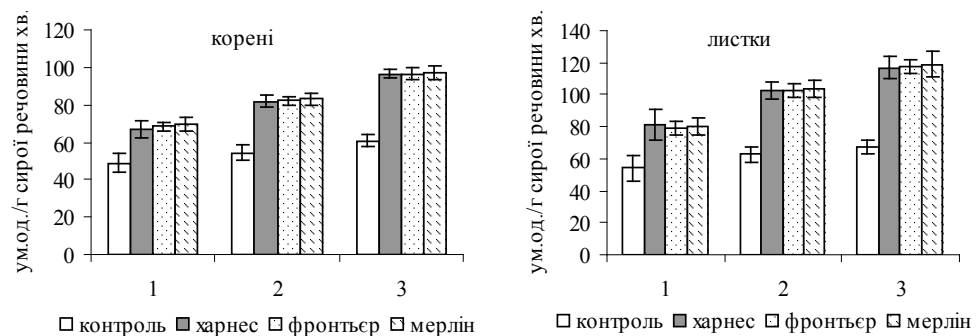 корені
ум.од./г сирої речовини хв.
120
100
80
60
40
20
0
1 2 3
контроль харнес фронтьєр мерлін
листки
ум.од./г сирої речовини хв.
140
120
100
80
60
40
20
0
1 2 3
контроль харнес фронтьєр мерлін